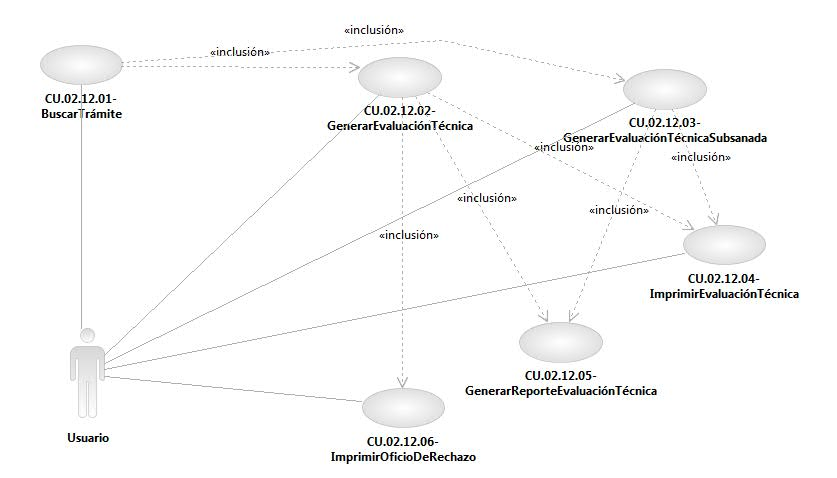 «inclusión»
«inclusión»
CU.02.12.01-
BuscarTrámite
CU.02.12.02-
GenerarEvaluaciónTécnica
CU.02.12.03-
GenerarEvaluaciónTécnicaSubsanada
«inclusión»
«inclusión»
«inclusión»
«inclusión»
«inclusión»
CU.02.12.04-
ImprimirEvaluaciónTécnica
CU.02.12.05-
GenerarReporteEvaluaciónTécnica
Usuario
CU.02.12.06-
ImprimirOficioDeRechazo